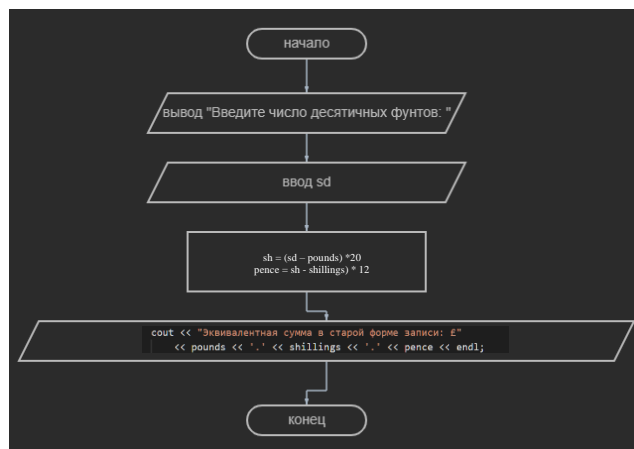 начало
вывод "Введите число десятичных фунтов: "
ввод sd
sh = (sd – pounds) *20
pence = sh - shillings) * 12
cout << "Эквивалентная сумма в старой форме записи: £"
<< pounds << '.' << shillings << '.' << pence << endl;
конец